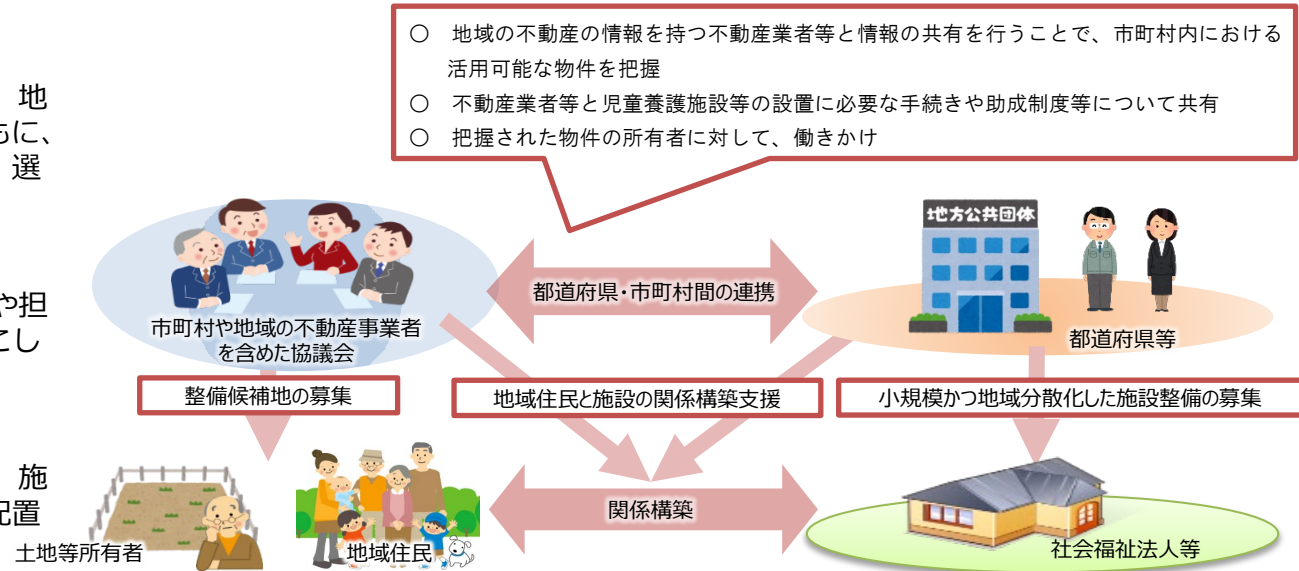 ○ 地域の不動産の情報を持つ不動産業者等と情報の共有を行うことで、市町村内における
活用可能な物件を把握
○ 不動産業者等と児童養護施設等の設置に必要な手続きや助成制度等について共有
○ 把握された物件の所有者に対して、働きかけ
地
もに、
選
や担
こし
施
配置
地方公共団体
都道府県・市町村間の連携
市町村や地域の不動産事業者
を含めた協議会
都道府県等
整備候補地の募集
地域住民と施設の関係構築支援
小規模かつ地域分散化した施設整備の募集
関係構築
土地等所有者
地域住民
社会福祉法人等